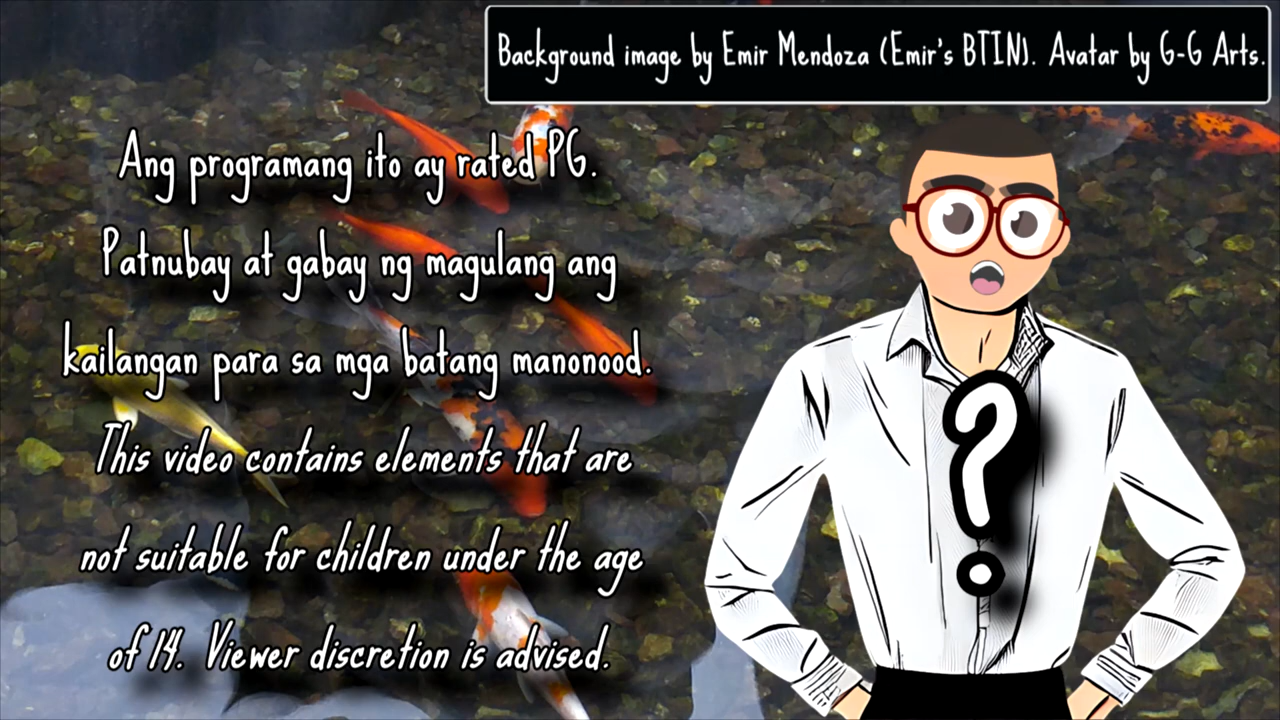 Background image by Emir Mendoza (Emir's BTIN). Avatar by G-G Arts.
Ang programang ito ay rated PG.
Patnubay at gabay ng magulang ang
kailangan para sa mga batang manonood.
This video contains elements that are
not suitable for children under the age
of 14. Viewer discretion is advised.
?